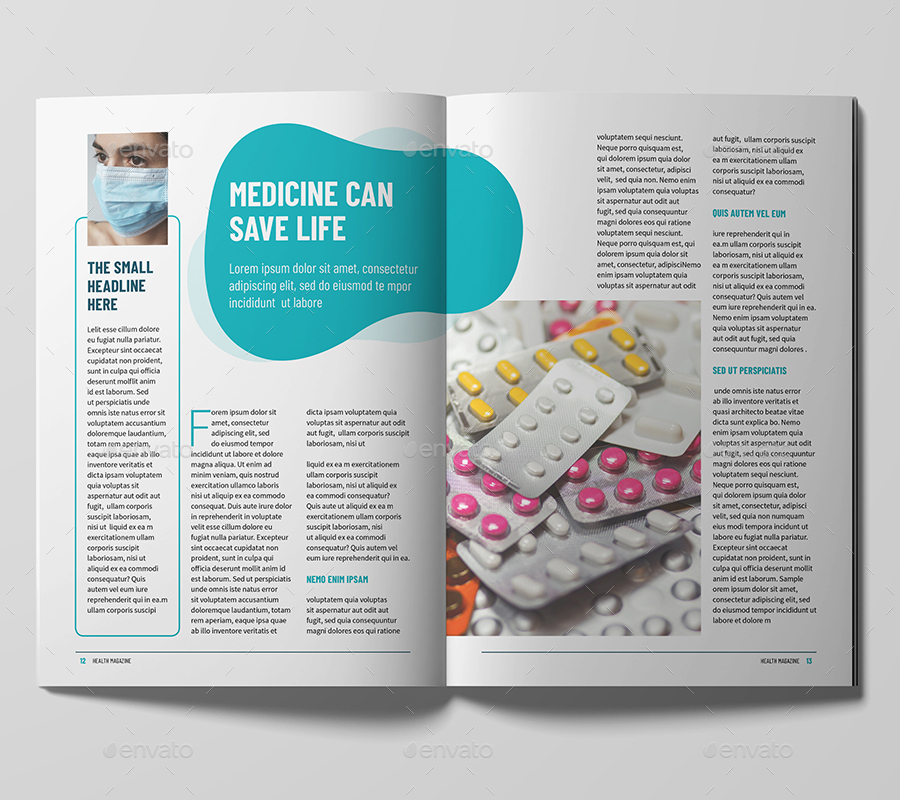 MEDICINE CAN
SAVE LIFE
Lorem ipsum dolor sit amet, consectetur
adipiscing elit, sed do eiusmod te mpor
incididunt ut labore
THE SMALL
HEADLINE
HERE
Lelit esse cillum dolore
eu fugiat nulla pariatur.
Excepteur sint occaecat
cupidatat non proident,
sunt in culpa qui officia
deserunt mollflit anim
id est laborum. Sed
ut perspiciatis unde
omnis iste natus error sit
voluptatem accusantium
doloremque laudantium,
totam rem aperiam,
eaque ipsa quae ab illo
inventore veritatis et
dicta ipsam voluptatem
quia voluptas sit
aspernatur aut odit aut
fugit, ullam corporis
suscipit laboriosam,
nisi ut liquid ex ea m
exercitationem ullam
corporis suscipit
laboriosam, nisi ut
aliquid ex ea commodi
consequatur? Quis
autem vel eum iure
reprehenderit qui in ea.m
ullam corporis suscipi
Forem ipsum dolor sit
amet, consectetur
adipiscing elit, sed
do eiusmod tempor
incididunt ut labore et dolore
magna aliqua. Ut enim ad
minim veniam, quis nostrud
exercitation ullamco laboris
nisi ut aliquip ex ea commodo
consequat. Duis aute irure dolor
in reprehenderit in voluptate
velit esse cillum dolore eu
fugiat nulla pariatur. Excepteur
sint occaecat cupidatat non
proident, sunt in culpa qui
officia deserunt mollit anim id
est laborum. Sed ut perspiciatis
unde omnis iste natus error
sit voluptatem accusantium
doloremque laudantium, totam
rem aperiam, eaque ipsa quae
ab illo inventore veritatis et
dicta ipsam voluptatem quia
voluptas sit aspernatur aut odit
aut fugit, ullam corporis suscipit
laboriosam, nisi ut
liquid ex ea m exercitationem
ullam corporis suscipit
laboriosam, nisi ut aliquid ex
ea commodi consequatur?
Quis aute ut aliquid ex ea m
exercitationem ullam corporis
suscipit laboriosam, nisi ut
aliquid ex ea commodi
consequatur? Quis autem vel
eum iure reprehenderit qui in ea.
NEMO ENIM IPSAM
voluptatem quia voluptas
sit aspernatur aut odit aut
fugit, sed quia consequuntur
magni dolores eos qui ratione
12 HEALTH MAGAZINE
voluptatem sequi nesciunt.
Neque porro quisquam est,
qui dolorem ipsum quia dolor
sit amet, consectetur, adipisci
velit, sed quia non. Nemo enim
ipsam voluptatem quia voluptas
sit aspernatur aut odit aut
fugit, sed quia consequuntur
magni dolores eos qui ratione
voluptatem sequi nesciunt.
Neque porro quisquam est, qui
dolorem ipsum quia dolor sit
amet, consectetur, adipisciNemo
enim ipsam voluptatem quia
voluptas sit aspernatur aut odit
aut fugit, ullam corporis suscipit
laboriosam, nisi ut aliquid ex
ea m exercitationem ullam
corporis suscipit laboriosam,
nisi ut aliquid ex ea commodi
consequatur?
QUIS AUTEM VEL EUM
iure reprehenderit qui in
ea.m ullam corporis suscipit
laboriosam, nisi ut aliquid ex
ea m exercitationem ullam
corporis suscipit laboriosam,
nisi ut aliquid ex ea commodi
consequatur? Quis autem vel
eum iure reprehenderit qui in ea.
Nemo enim ipsam voluptatem
quia voluptas sit aspernatur
aut odit aut fugit, sed quia
consequuntur magni dolores .
SED UT PERSPICIATIS
unde omnis iste natus error
ab illo inventore veritatis et
quasi architecto beatae vitae
dicta sunt explica bo. Nemo
enim ipsam voluptatem quia
voluptas sit aspernatur aut odit
aut fugit, sed quia consequuntur
magni dolores eos qui ratione
voluptatem sequi nesciunt.
Neque porro quisquam est,
qui dolorem ipsum quia dolor
sit amet, consectetur, adipisci
velit, sed quia non numquam
eius modi tempora incidunt ut
labore et dolore magnam aliqua.
Excepteur sint occaecat
cupidatat non proident, sunt in
culpa qui officia deserunt mollit
anim id est laborum. Sample
orem ipsum dolor sit amet,
consectetur adipiscing elit, sed
do eiusmod tempor incididunt ut
labore et dolore m
HEALTH MAGAZINE 13
envato
envato
envato
envato
envato
envato
envato
envato
envato